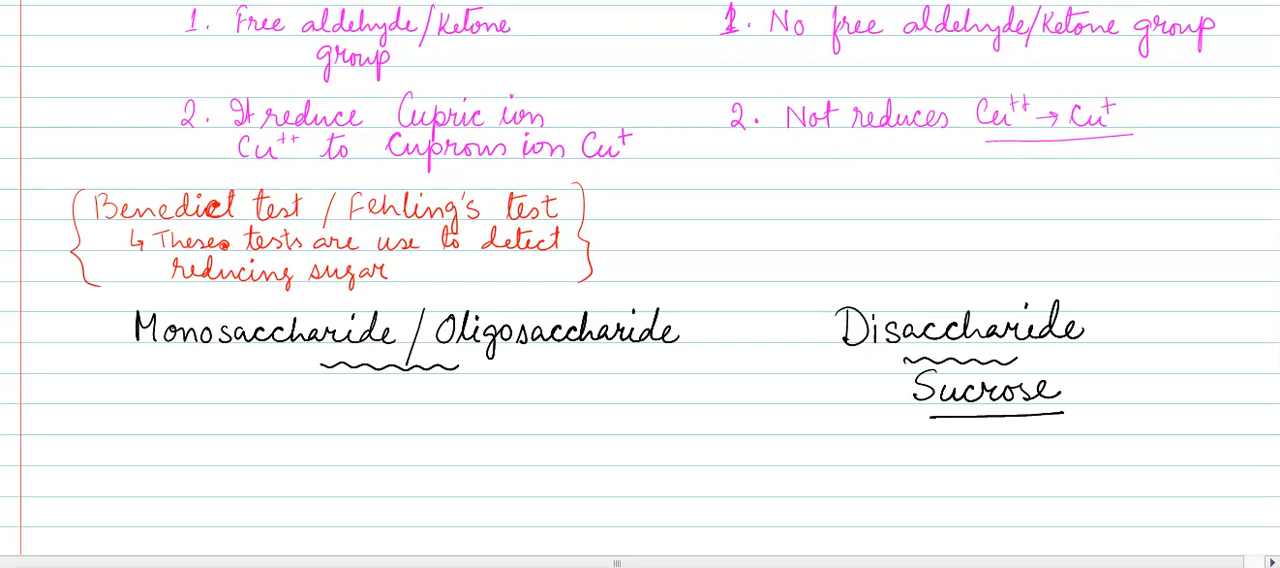 1. Free aldehyde/Ketone
group
2. It reduce Cupric ion
Cu⁺⁺ to Cuprous ion Cu⁺
{ Benedict test / Fehling's test
↳ These tests are use to detect
reducing sugar }
Monosaccharide / Oligosaccharide
1. No free aldehyde/Ketone group
2. Not reduces Cu⁺⁺ → Cu⁺
Disaccharide
Sucrose